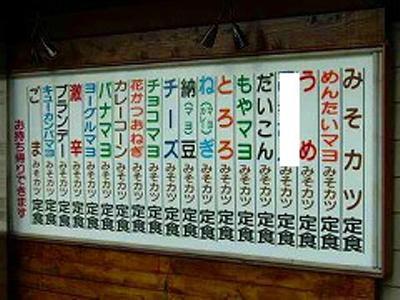 みそカツ定食
めんたいマヨみそカツ定食
うめみそカツ定食
みそカツ定食
だいこんみそカツ定食
もやマヨみそカツ定食
とろろみそカツ定食
ねぎみそカツ定食
納(マヨ)豆みそカツ定食
チーズみそカツ定食
チョコマヨみそカツ定食
花かつおねぎみそカツ定食
カレーコーンみそカツ定食
バナマヨみそカツ定食
ヨーグルマヨみそカツ定食
激辛みそカツ定食
ブランデーみそカツ定食
キューカンバマヨみそカツ定食
ごまみそカツ定食
お持ち帰りできます